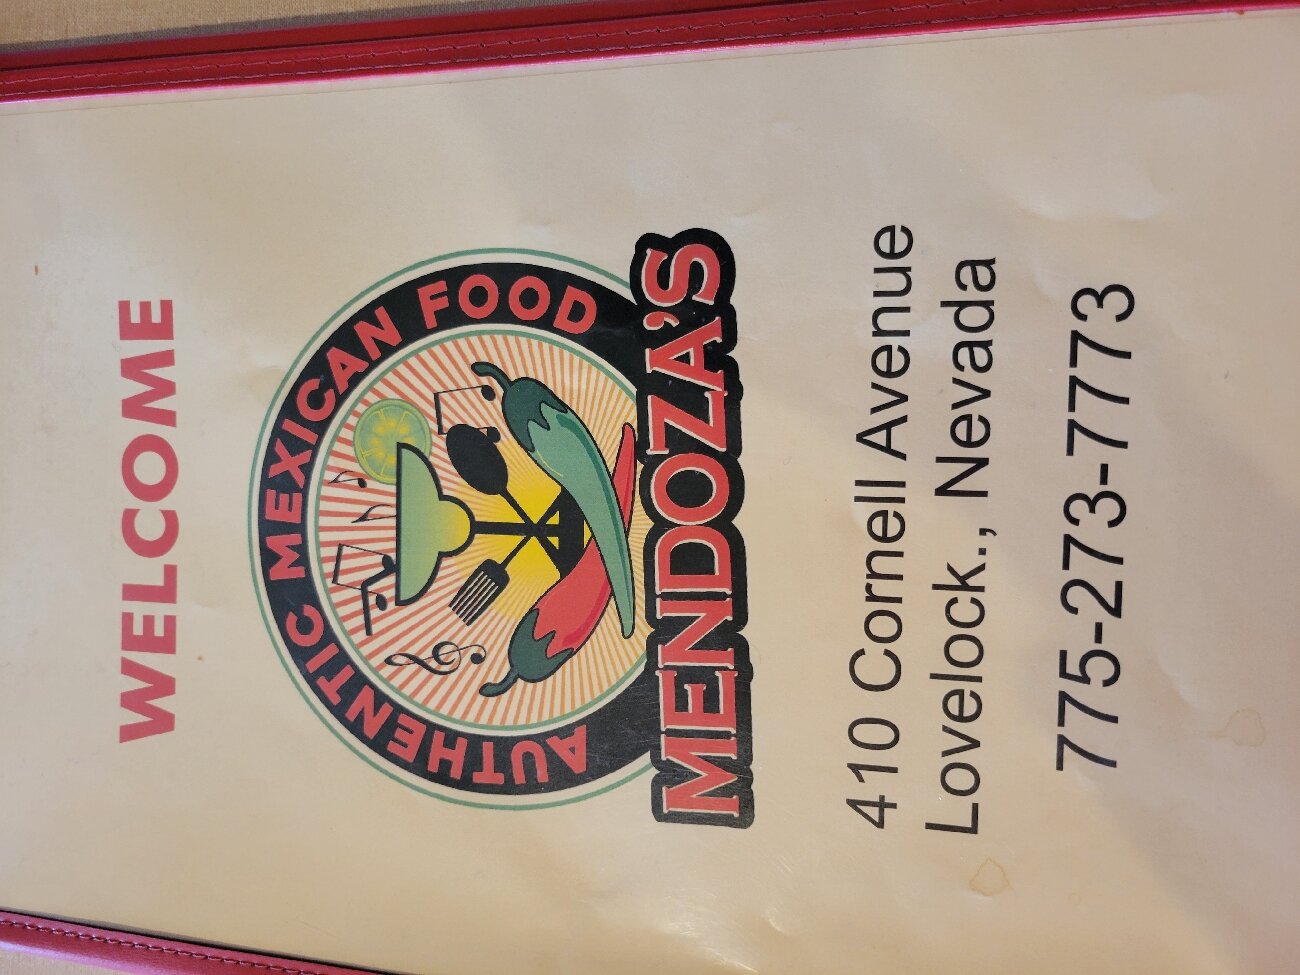 WELCOME
AUTHENTIC MEXICAN FOOD
MENDOZA'S
410 Cornell Avenue
Lovelock., Nevada
775-273-7773